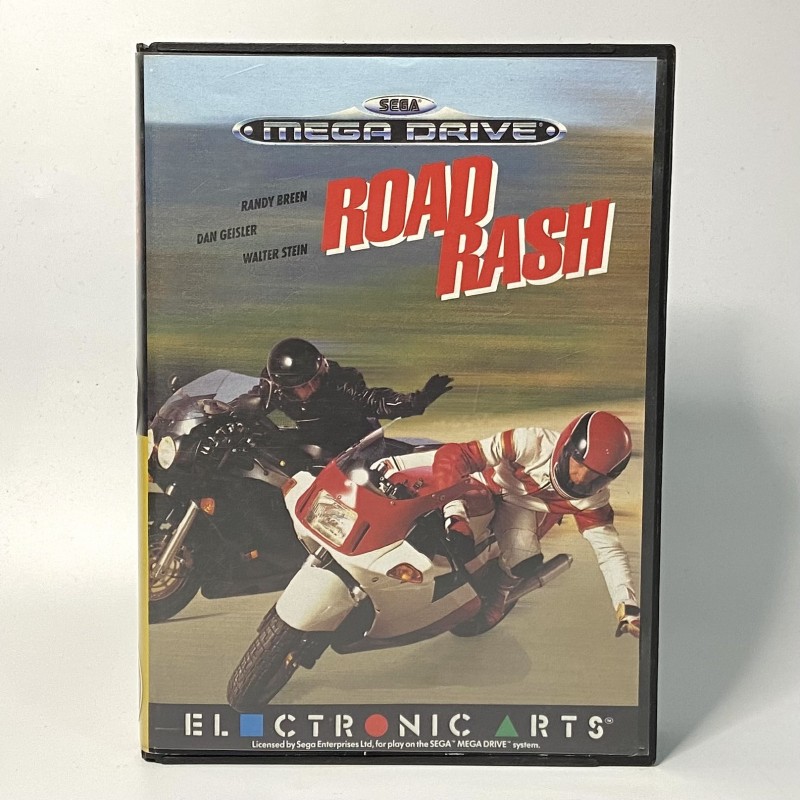 SEGA®
MEGA DRIVE®
RANDY BREEN
DAN GEISLER
WALTER STEIN
ROAD
RASH
ELECTRONIC ARTS™
Licensed by Sega Enterprises Ltd, for play on the SEGA™ MEGA DRIVE™ system.